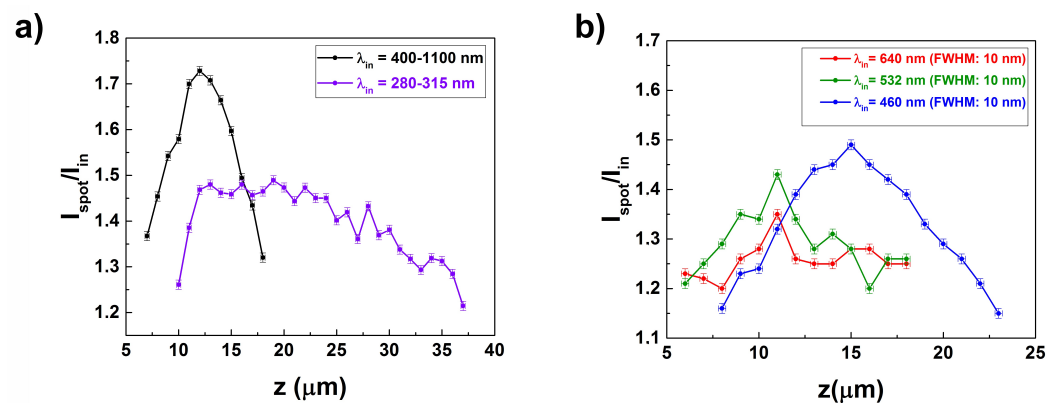 a)
1.8
1.7
1.6
1.5
1.4
1.3
1.2
I_spot/I_in
5 10 15 20 25 30 35 40
z (μm)
λ_in = 400-1100 nm
λ_in = 280-315 nm
b)
1.7
1.6
1.5
1.4
1.3
1.2
1.1
I_spot/I_in
5 10 15 20 25
z(μm)
λ_in= 640 nm (FWHM: 10 nm)
λ_in= 532 nm (FWHM: 10 nm)
λ_in= 460 nm (FWHM: 10 nm)